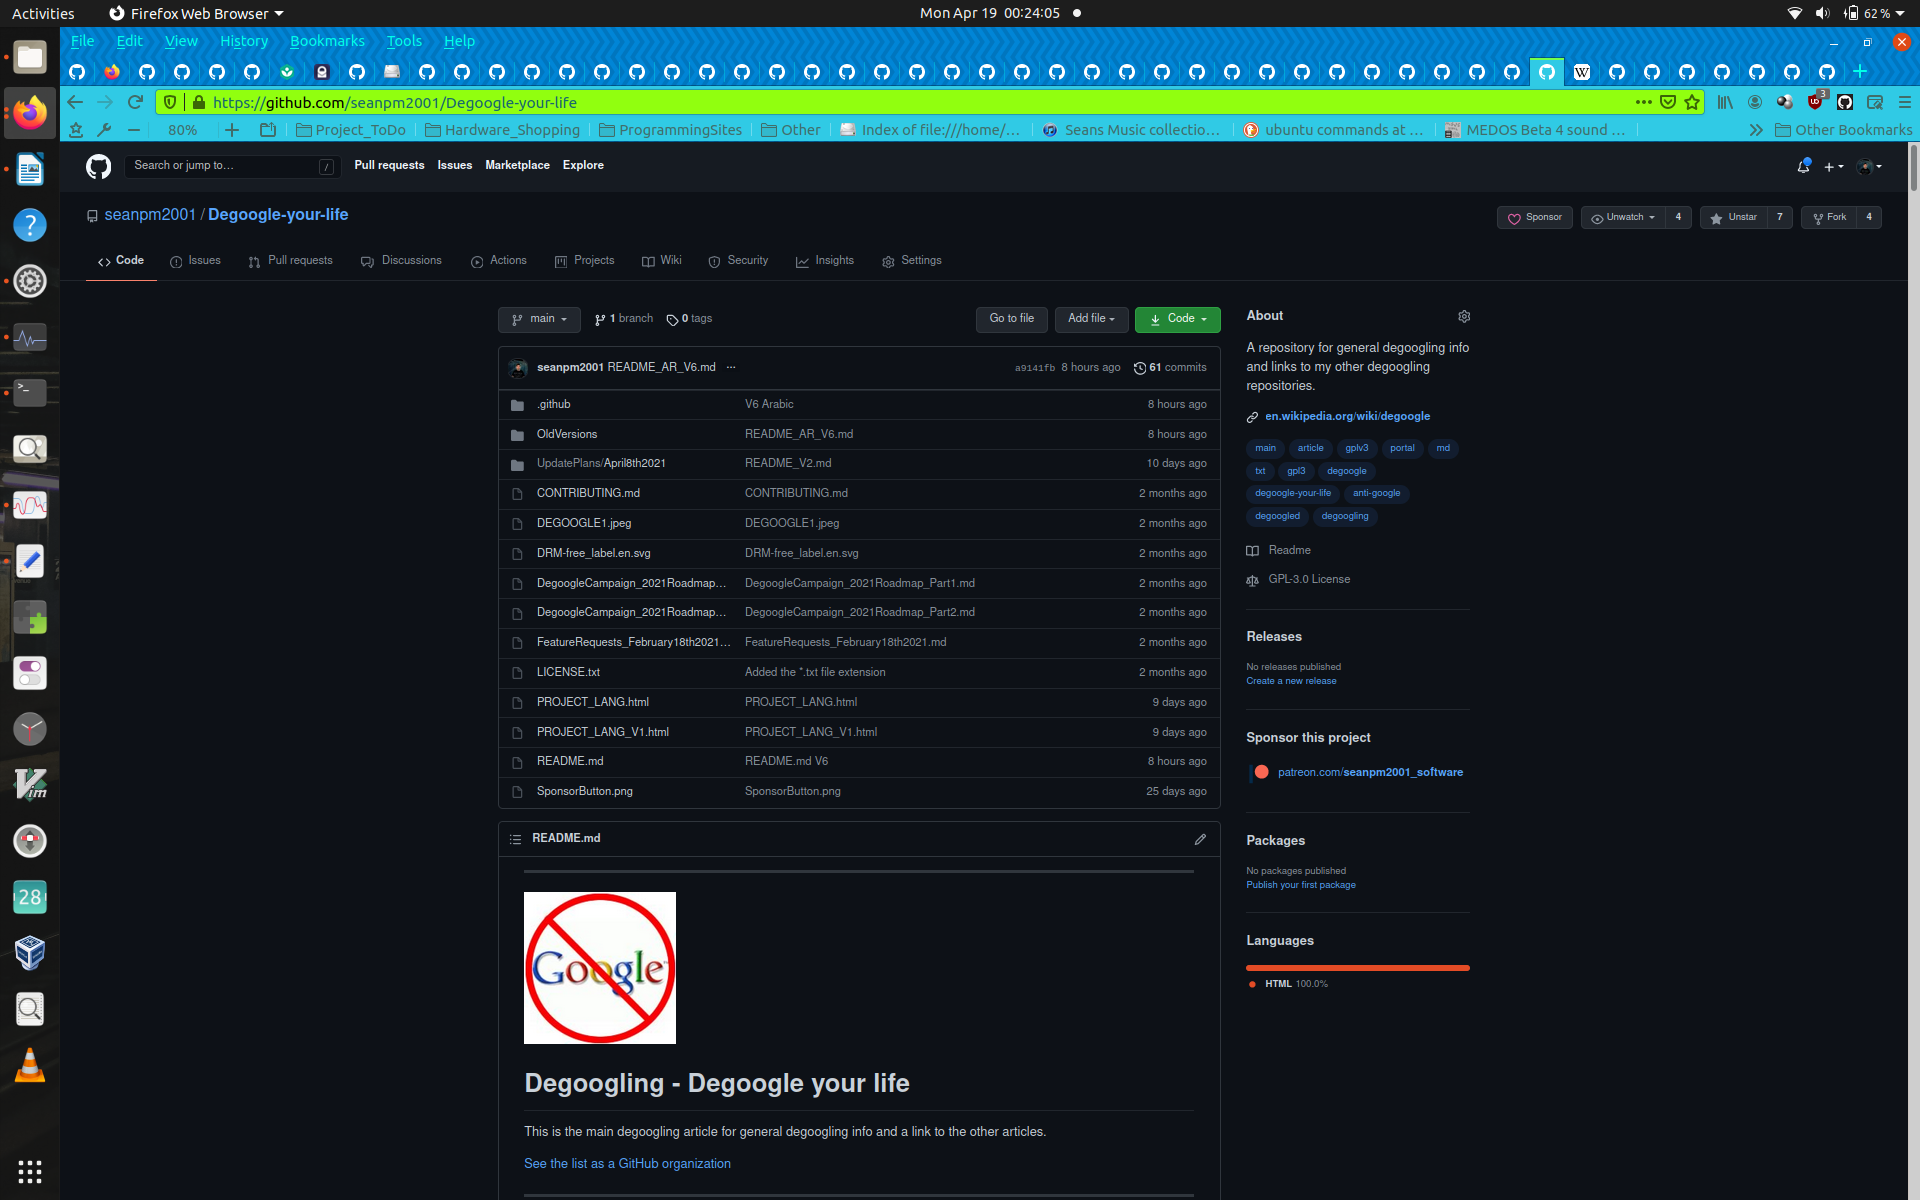 Activities
Firefox Web Browser
Mon Apr 19 00:24:05
62 %
File Edit View History Bookmarks Tools Help
https://github.com/seanpm2001/Degoogle-your-life
3
80%
Project_ToDo
Hardware_Shopping
ProgrammingSites
Other
Index of file:///home/...
Seans Music collectio...
ubuntu commands at ...
MEDOS Beta 4 sound ...
Other Bookmarks
Search or jump to...
/
Pull requests Issues Marketplace Explore
seanpm2001 / Degoogle-your-life
Sponsor
Unwatch 4
Unstar 7
Fork 4
Code Issues Pull requests Discussions Actions Projects Wiki Security Insights Settings
main
1 branch
0 tags
Go to file
Add file
Code
seanpm2001 README_AR_V6.md ...
a9141fb 8 hours ago
61 commits
.github V6 Arabic 8 hours ago
OldVersions README_AR_V6.md 8 hours ago
UpdatePlans/April8th2021 README_V2.md 10 days ago
CONTRIBUTING.md CONTRIBUTING.md 2 months ago
DEGOOGLE1.jpeg DEGOOGLE1.jpeg 2 months ago
DRM-free_label.en.svg DRM-free_label.en.svg 2 months ago
DegoogleCampaign_2021Roadmap... DegoogleCampaign_2021Roadmap_Part1.md 2 months ago
DegoogleCampaign_2021Roadmap... DegoogleCampaign_2021Roadmap_Part2.md 2 months ago
FeatureRequests_February18th2021... FeatureRequests_February18th2021.md 2 months ago
LICENSE.txt Added the *.txt file extension 2 months ago
PROJECT_LANG.html PROJECT_LANG.html 9 days ago
PROJECT_LANG_V1.html PROJECT_LANG_V1.html 9 days ago
README.md README.md V6 8 hours ago
SponsorButton.png SponsorButton.png 25 days ago
README.md
Google
Degoogling - Degoogle your life
This is the main degoogling article for general degoogling info and a link to the other articles.
See the list as a GitHub organization
About
A repository for general degoogling info
and links to my other degoogling
repositories.
en.wikipedia.org/wiki/degoogle
main article gplv3 portal md
txt gpl3 degoogle
degoogle-your-life anti-google
degoogled degoogling
Readme
GPL-3.0 License
Releases
No releases published
Create a new release
Sponsor this project
patreon.com/seanpm2001_software
Packages
No packages published
Publish your first package
Languages
HTML 100.0%
28